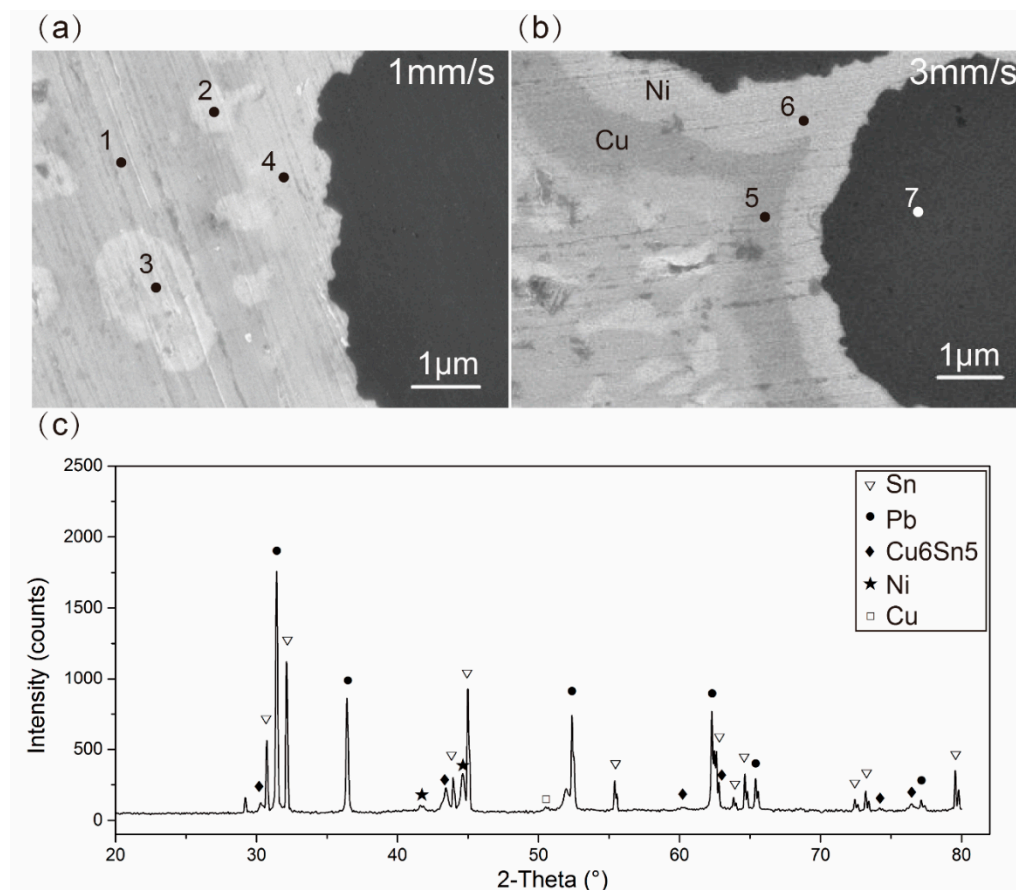 (a)
1mm/s
2
1
4
3
1μm
(b)
3mm/s
Ni
6
Cu
5
7
1μm
(c)
2500
2000
1500
1000
500
0
Intensity (counts)
Sn
Pb
Cu6Sn5
Ni
Cu
20 30 40 50 60 70 80
2-Theta (°)